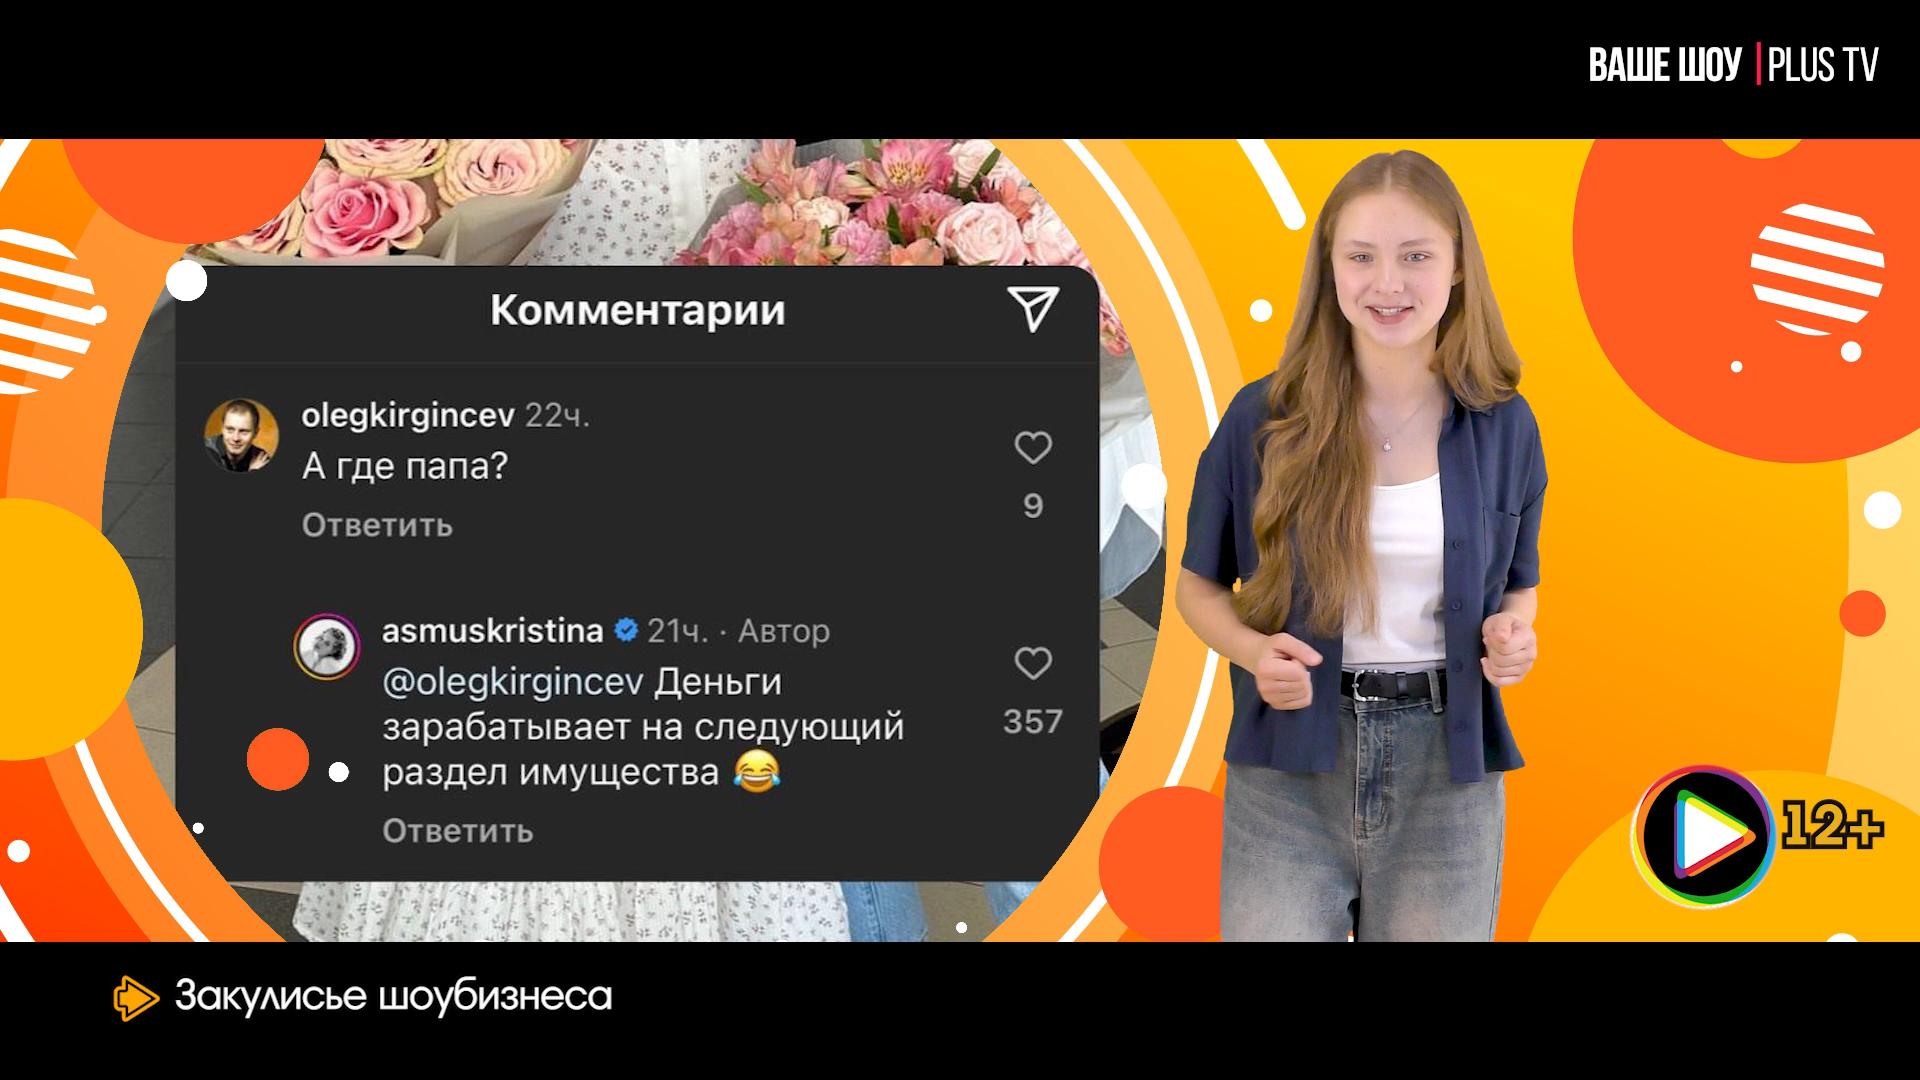 ВАШЕ ШОУ | PLUS TV
Комментарии
olegkirgincev 22ч.
А где папа?
9
Ответить
asmuskristina 21ч. · Автор
@olegkirgincev Деньги
зарабатывает на следующий
раздел имущества 😂
357
Ответить
12+
Закулисье шоубизнеса